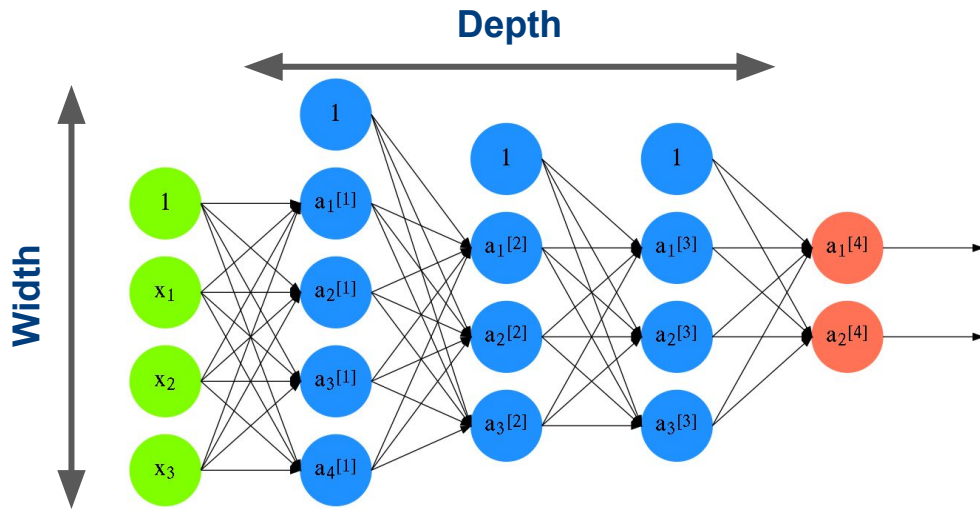 Depth
Width
1
x₁
x₂
x₃
1
a₁[1]
a₂[1]
a₃[1]
a₄[1]
1
a₁[2]
a₂[2]
a₃[2]
1
a₁[3]
a₂[3]
a₃[3]
a₁[4]
a₂[4]